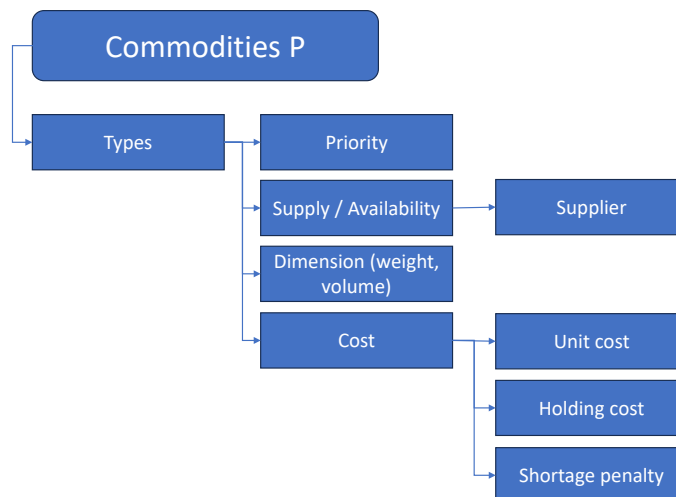 Commodities P
Types
Priority
Supply / Availability
Supplier
Dimension (weight,
volume)
Cost
Unit cost
Holding cost
Shortage penalty